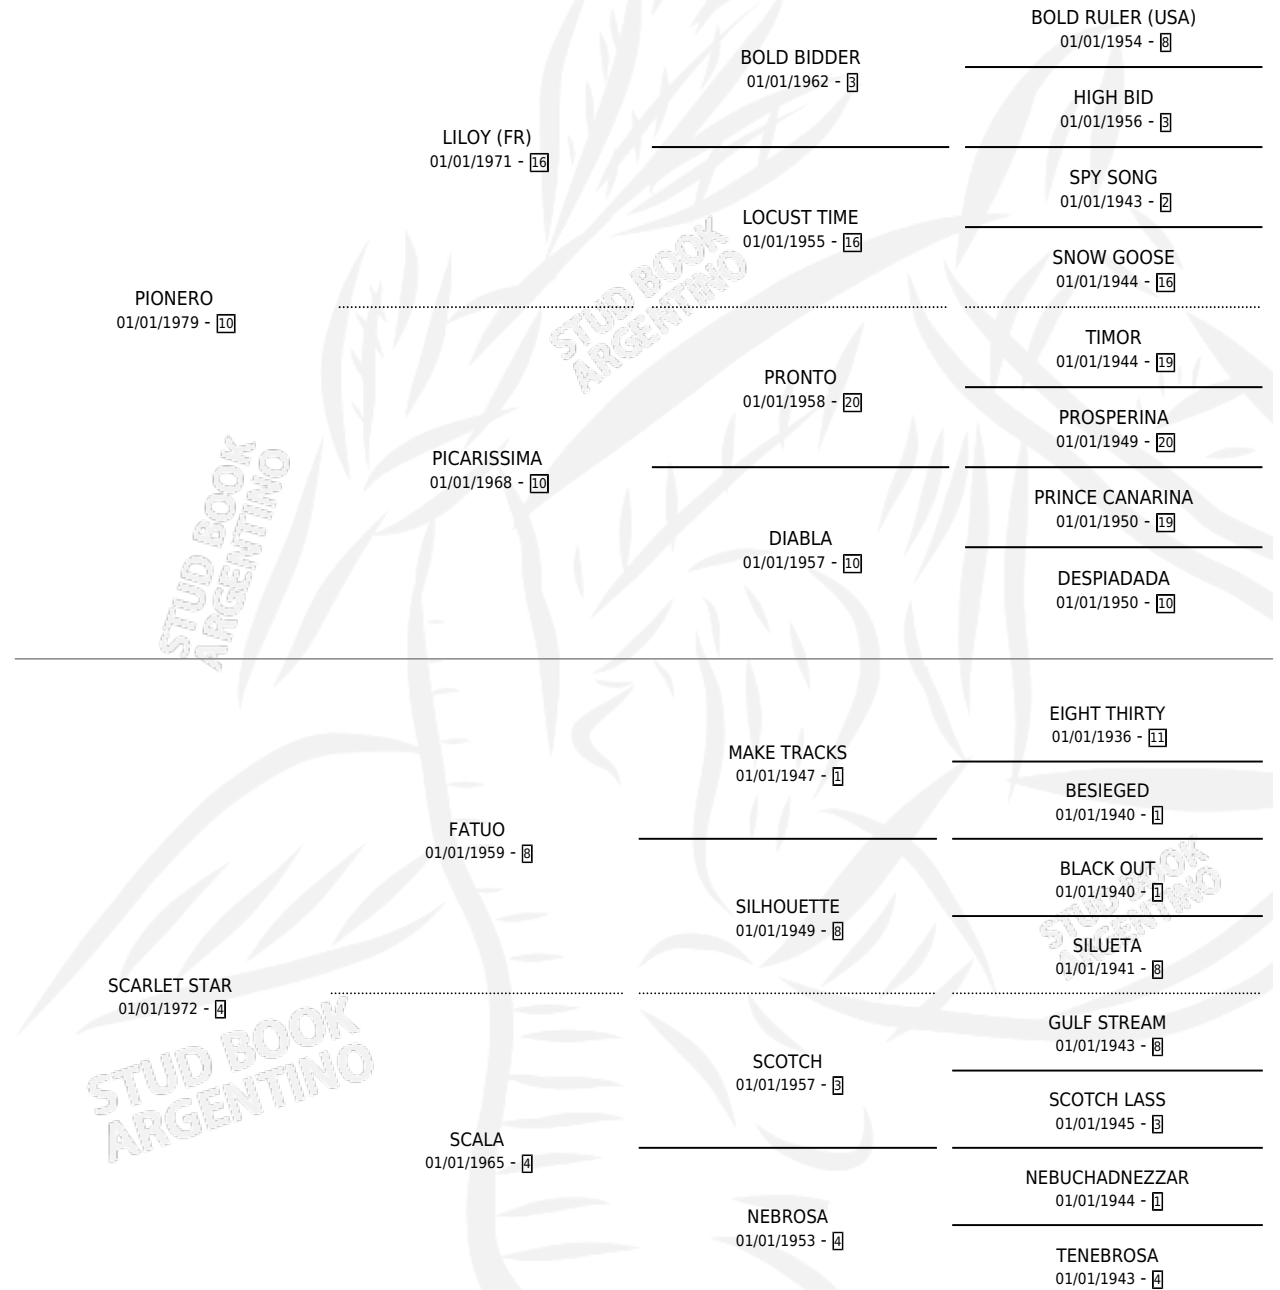 BOLD RULER (USA)
01/01/1954 - 8
BOLD BIDDER
01/01/1962 - 3
HIGH BID
01/01/1956 - 3
LILOY (FR)
01/01/1971 - 16
SPY SONG
01/01/1943 - 2
LOCUST TIME
01/01/1955 - 16
SNOW GOOSE
01/01/1944 - 16
PIONERO
01/01/1979 - 10
TIMOR
01/01/1944 - 19
PRONTO
01/01/1958 - 20
PROSPERINA
01/01/1949 - 20
PICARISSIMA
01/01/1968 - 10
PRINCE CANARINA
01/01/1950 - 19
DIABLA
01/01/1957 - 10
DESPIADADA
01/01/1950 - 10
EIGHT THIRTY
01/01/1936 - 11
MAKE TRACKS
01/01/1947 - 1
BESIEGED
01/01/1940 - 1
FATUO
01/01/1959 - 8
BLACK OUT
01/01/1940 - 1
SILHOUETTE
01/01/1949 - 8
SILUETA
01/01/1941 - 8
SCARLET STAR
01/01/1972 - 4
GULF STREAM
01/01/1943 - 8
SCOTCH
01/01/1957 - 3
SCOTCH LASS
01/01/1945 - 3
SCALA
01/01/1965 - 4
NEBUCHADNEZZAR
01/01/1944 - 1
NEBROSA
01/01/1953 - 4
TENEBROSA
01/01/1943 - 4
STUD BOOK
ARGENTINO
STUD BOOK
ARGENTINO
STUD BOOK
ARGENTINO
STUD BOOK
ARGENTINO